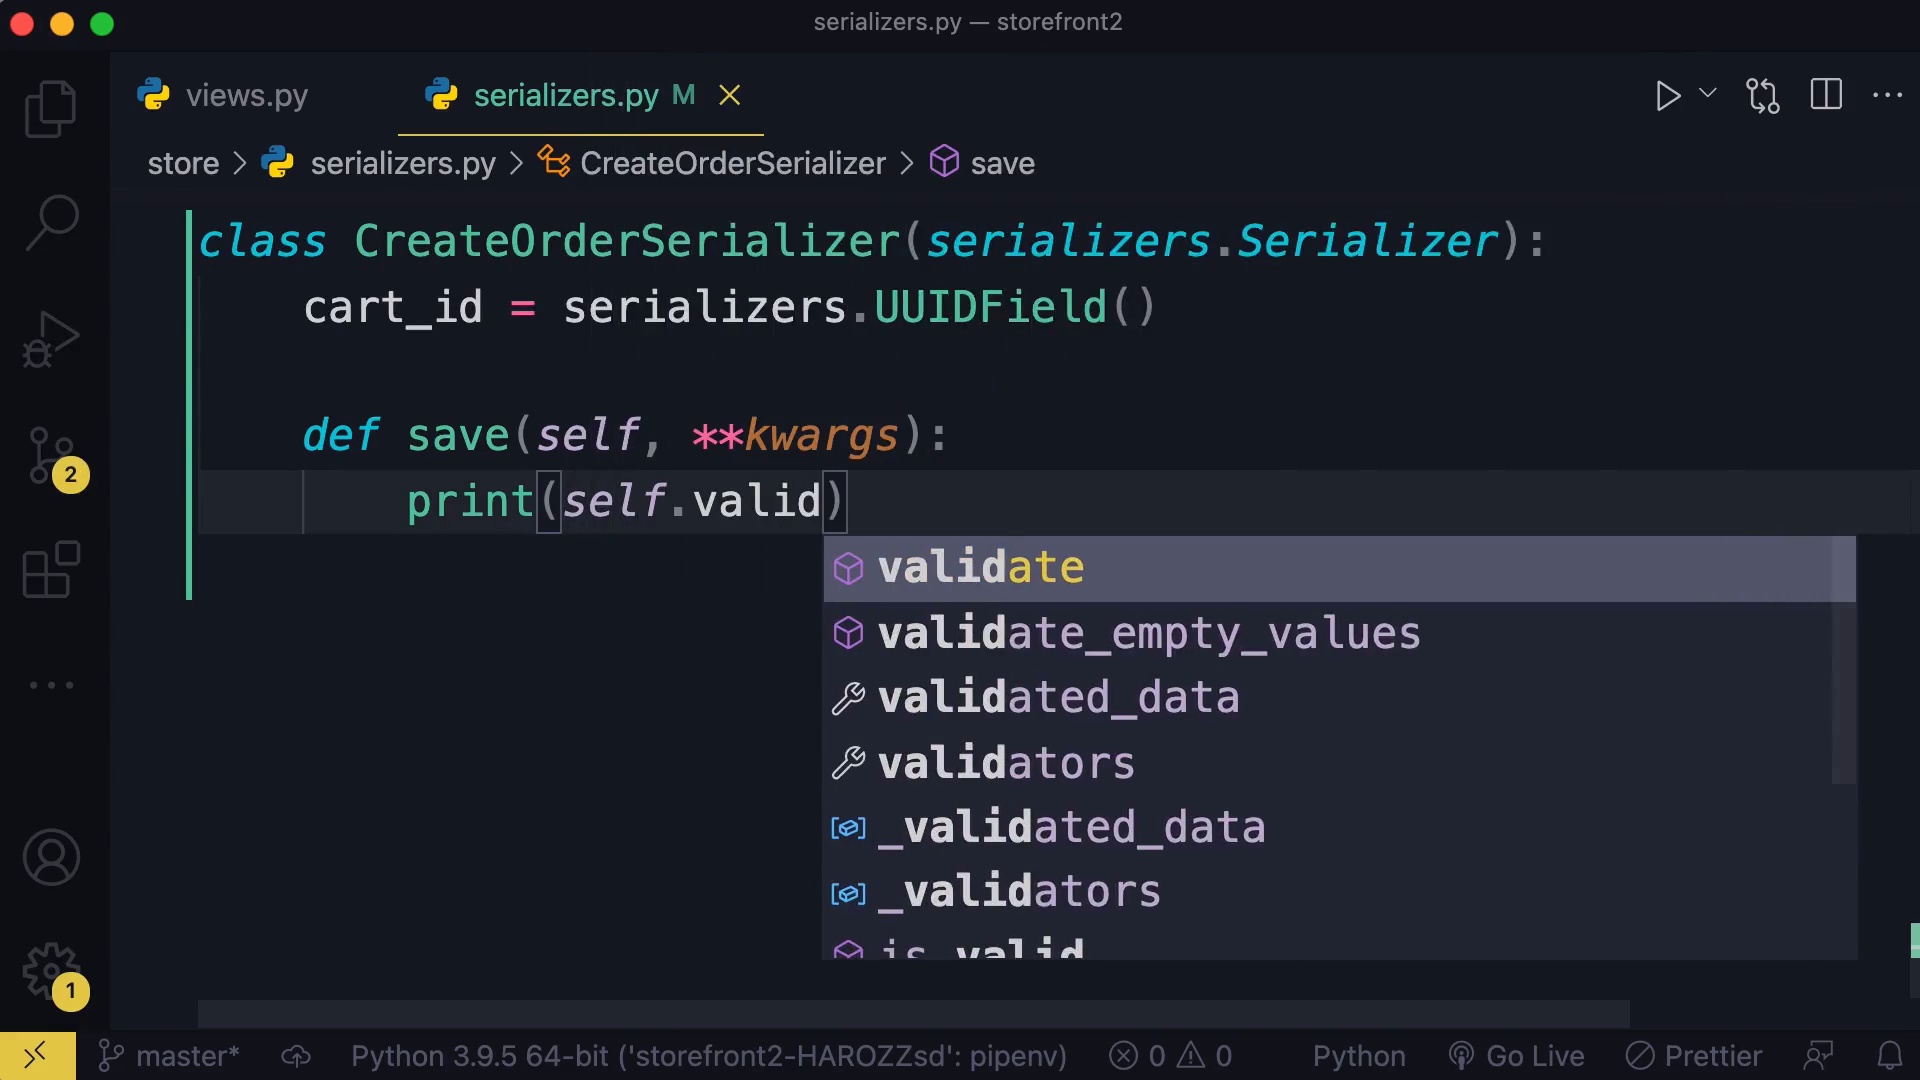 serializers.py — storefront2
views.py
serializers.py M
store > serializers.py > CreateOrderSerializer > save
class CreateOrderSerializer(serializers.Serializer):
cart_id = serializers.UUIDField()
def save(self, **kwargs):
print(self.valid)
validate
validate_empty_values
validated_data
validators
_validated_data
_validators
is_valid
2
1
master*
Python 3.9.5 64-bit ('storefront2-HAROZZsd': pipenv)
0
0
Python
Go Live
Prettier